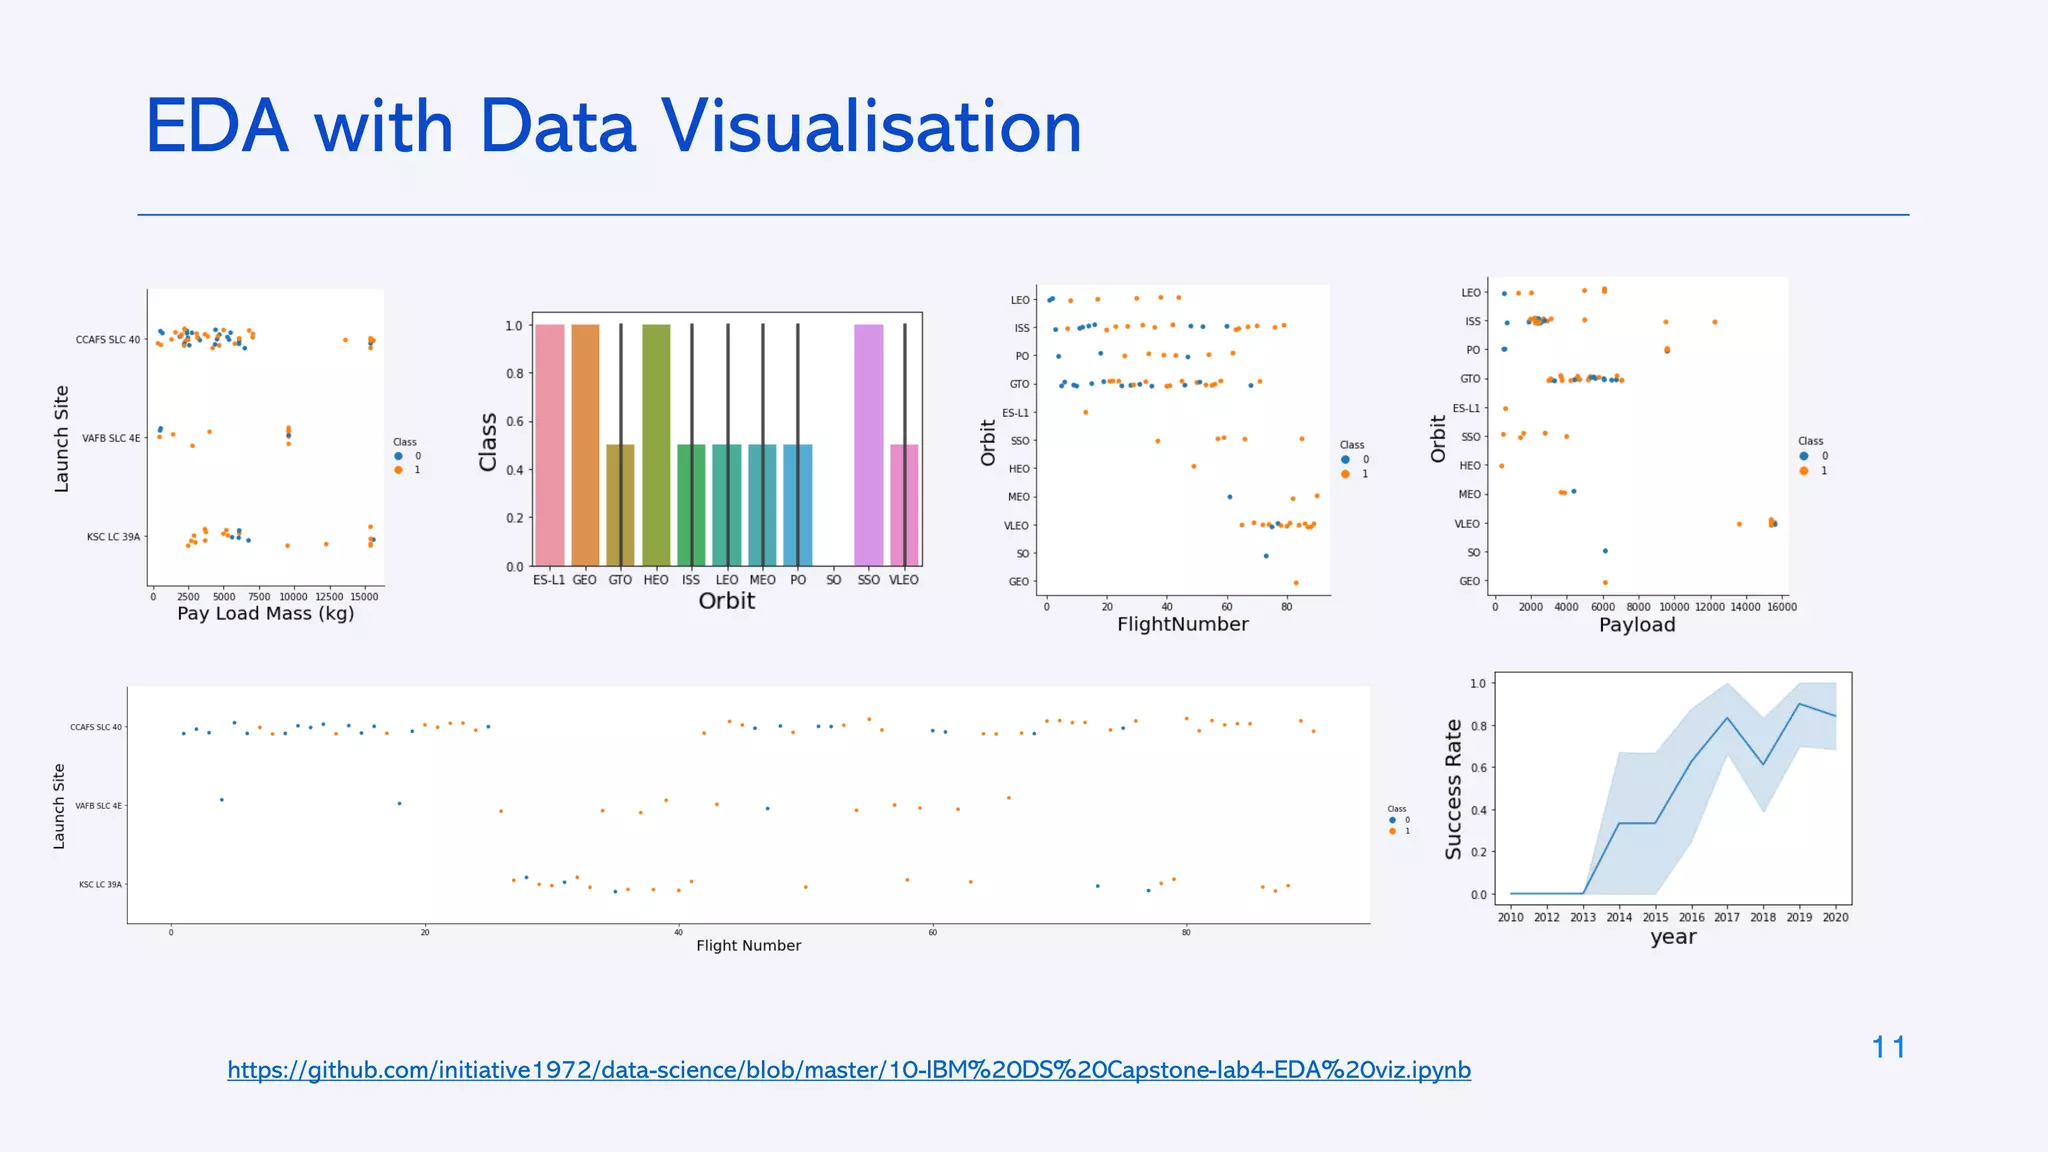 EDA with Data Visualisation
CCAFS SLC 40
VAFB SLC 4E
KSC LC 39A
Launch Site
0 2500 5000 7500 10000 12500 15000
Pay Load Mass (kg)
Class
0
1
1.0
0.8
0.6
0.4
0.2
0.0
Class
ES-L1 GEO GTO HEO ISS LEO MEO PO SO SSO VLEO
Orbit
LEO
ISS
PO
GTO
ES-L1
SSO
HEO
MEO
VLEO
SO
GEO
Orbit
0 20 40 60 80
FlightNumber
Class
0
1
LEO
ISS
PO
GTO
ES-L1
SSO
HEO
MEO
VLEO
SO
GEO
Orbit
0 2000 4000 6000 8000 10000 12000 14000 16000
Payload
Class
0
1
CCAFS SLC 40
VAFB SLC 4E
KSC LC 39A
Launch Site
0 20 40 60 80
Flight Number
Class
0
1
1.0
0.8
0.6
0.4
0.2
0.0
Success Rate
2010 2012 2013 2014 2015 2016 2017 2018 2019 2020
year
11
https://github.com/initiative1972/data-science/blob/master/10-IBM%20DS%20Capstone-lab4-EDA%20viz.ipynb